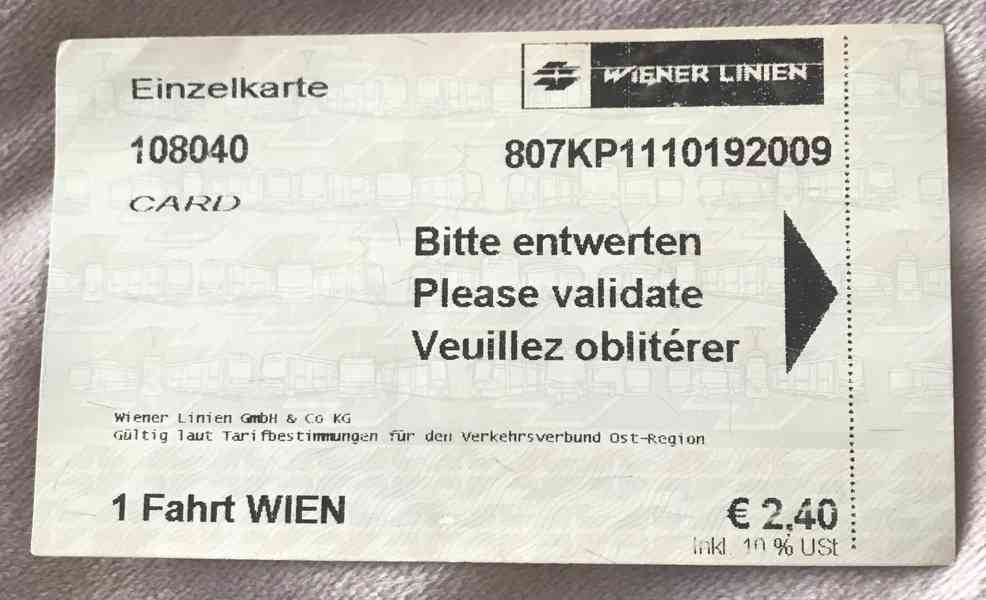 Einzelkarte
WIENER LINIEN
108040
807KP1110192009
CARD
Bitte entwerten
Please validate
Veuillez oblitérer
Wiener Linien GmbH & Co KG
Gültig laut Tarifbestimmungen für den Verkehrsverbund Ost-Region
1 Fahrt WIEN
€ 2,40
Inkl. 10 % USt